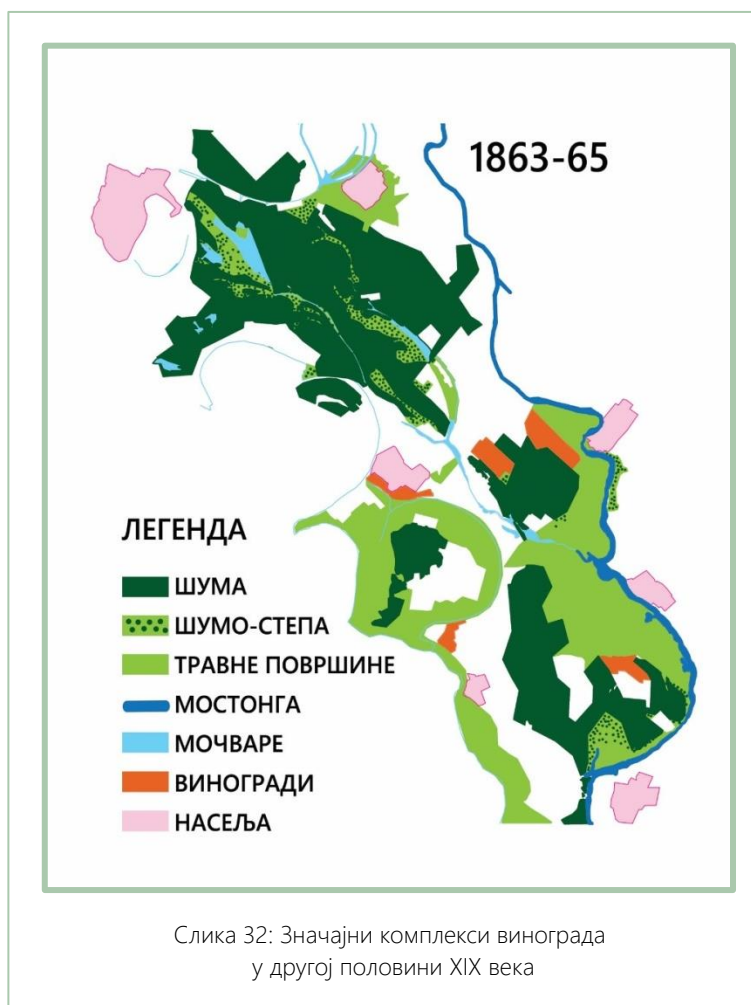 1863-65
ЛЕГЕНДА
ШУМА
ШУМО-СТЕПА
ТРАВНЕ ПОВРШИНЕ
МОСТОНГА
МОЧВАРЕ
ВИНОГРАДИ
НАСЕЉА
Слика 32: Значајни комплекси винограда
у другој половини XIX века